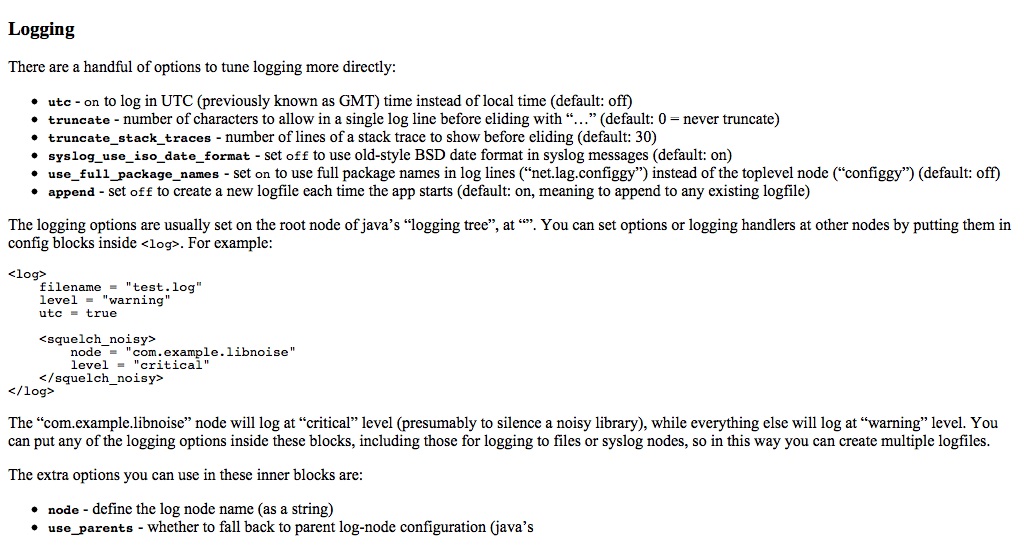 Logging
There are a handful of options to tune logging more directly:
• utc - on to log in UTC (previously known as GMT) time instead of local time (default: off)
• truncate - number of characters to allow in a single log line before eliding with “...” (default: 0 = never truncate)
• truncate_stack_traces - number of lines of a stack trace to show before eliding (default: 30)
• syslog_use_iso_date_format - set off to use old-style BSD date format in syslog messages (default: on)
• use_full_package_names - set on to use full package names in log lines (“net.lag.configgy”) instead of the toplevel node (“configgy”) (default: off)
• append - set off to create a new logfile each time the app starts (default: on, meaning to append to any existing logfile)
The logging options are usually set on the root node of java’s “logging tree”, at “”. You can set options or logging handlers at other nodes by putting them in
config blocks inside <log>. For example:
<log>
    filename = "test.log"
    level = "warning"
    utc = true
    <squelch_noisy>
        node = "com.example.libnoise"
        level = "critical"
    </squelch_noisy>
</log>
The “com.example.libnoise” node will log at “critical” level (presumably to silence a noisy library), while everything else will log at “warning” level. You
can put any of the logging options inside these blocks, including those for logging to files or syslog nodes, so in this way you can create multiple logfiles.
The extra options you can use in these inner blocks are:
• node - define the log node name (as a string)
• use_parents - whether to fall back to parent log-node configuration (java’s